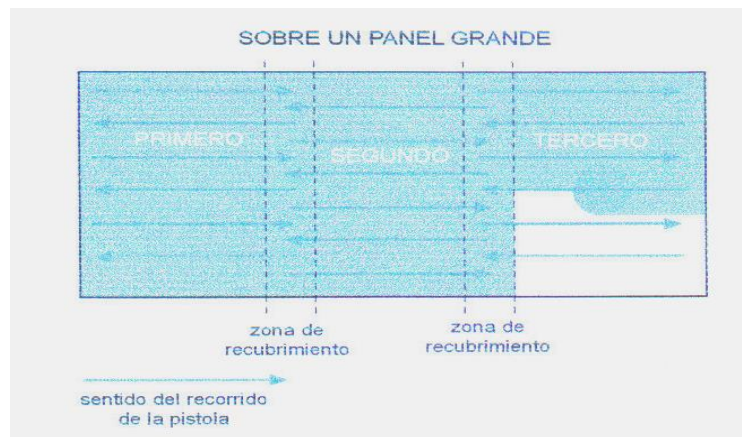 SOBRE UN PANEL GRANDE
PRIMERO
SEGUNDO
TERCERO
zona de
recubrimiento
zona de
recubrimiento
sentido del recorrido
de la pistola